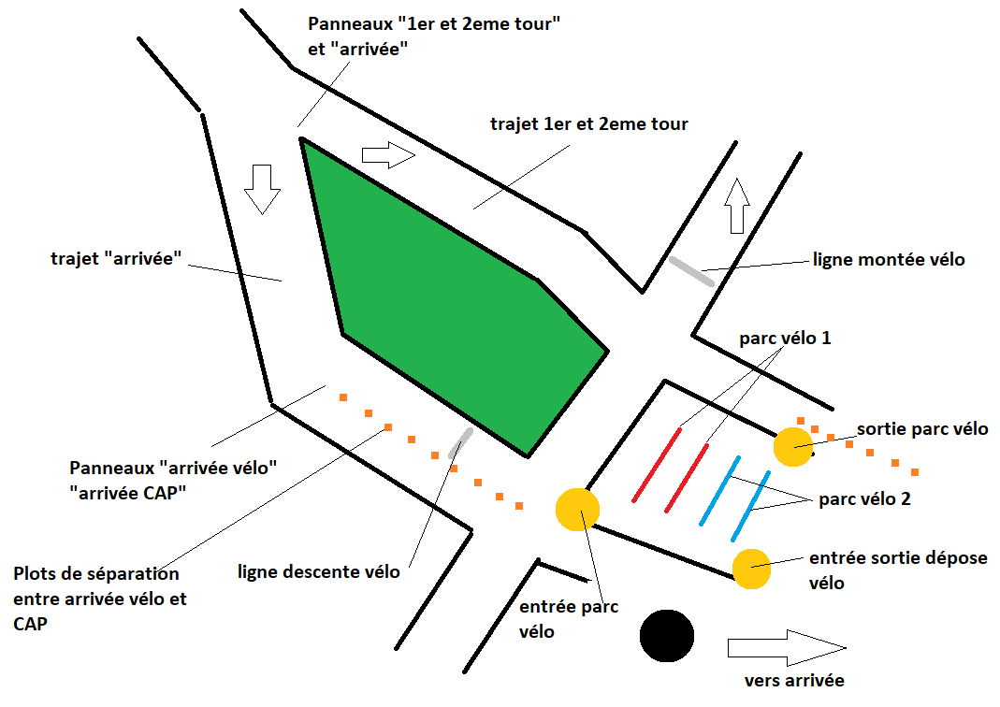 Panneaux "1er et 2eme tour"
et "arrivée"
trajet 1er et 2eme tour
trajet "arrivée"
ligne montée vélo
parc vélo 1
sortie parc vélo
Panneaux "arrivée vélo"
"arrivée CAP"
parc vélo 2
Plots de séparation
entre arrivée vélo et
CAP
ligne descente vélo
entrée sortie dépose
vélo
entrée parc
vélo
vers arrivée